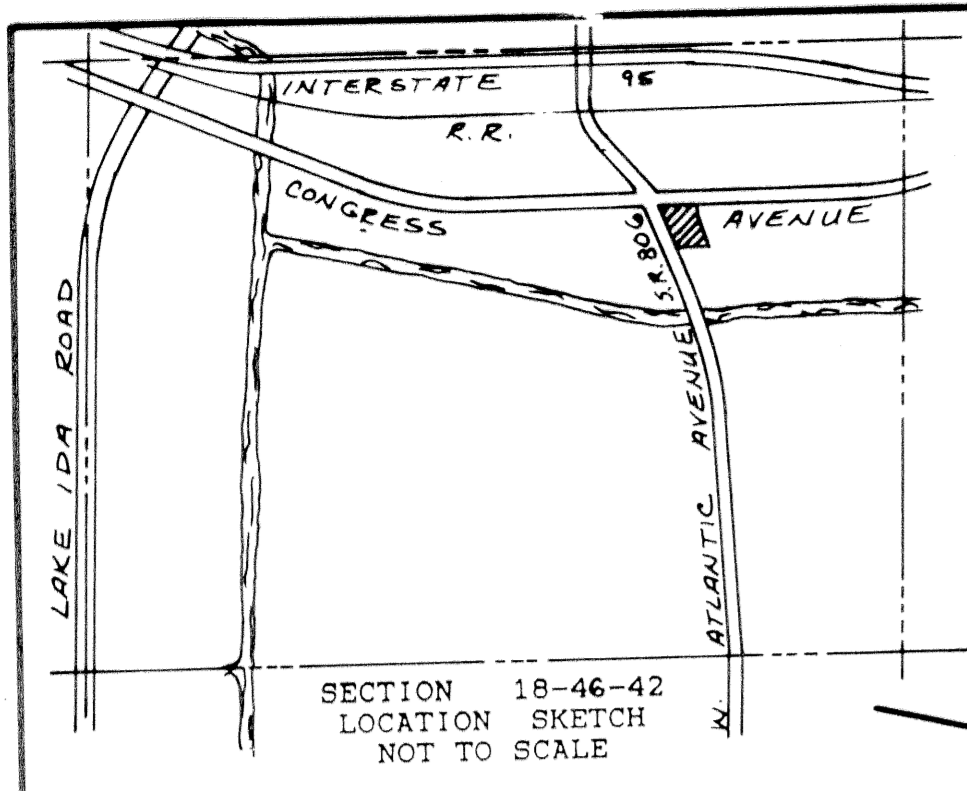 INTERSTATE 95
R.R.
CONGRESS AVENUE
S.R. 806
LAKE IDA ROAD
W. ATLANTIC AVENUE
SECTION 18-46-42
LOCATION SKETCH
NOT TO SCALE